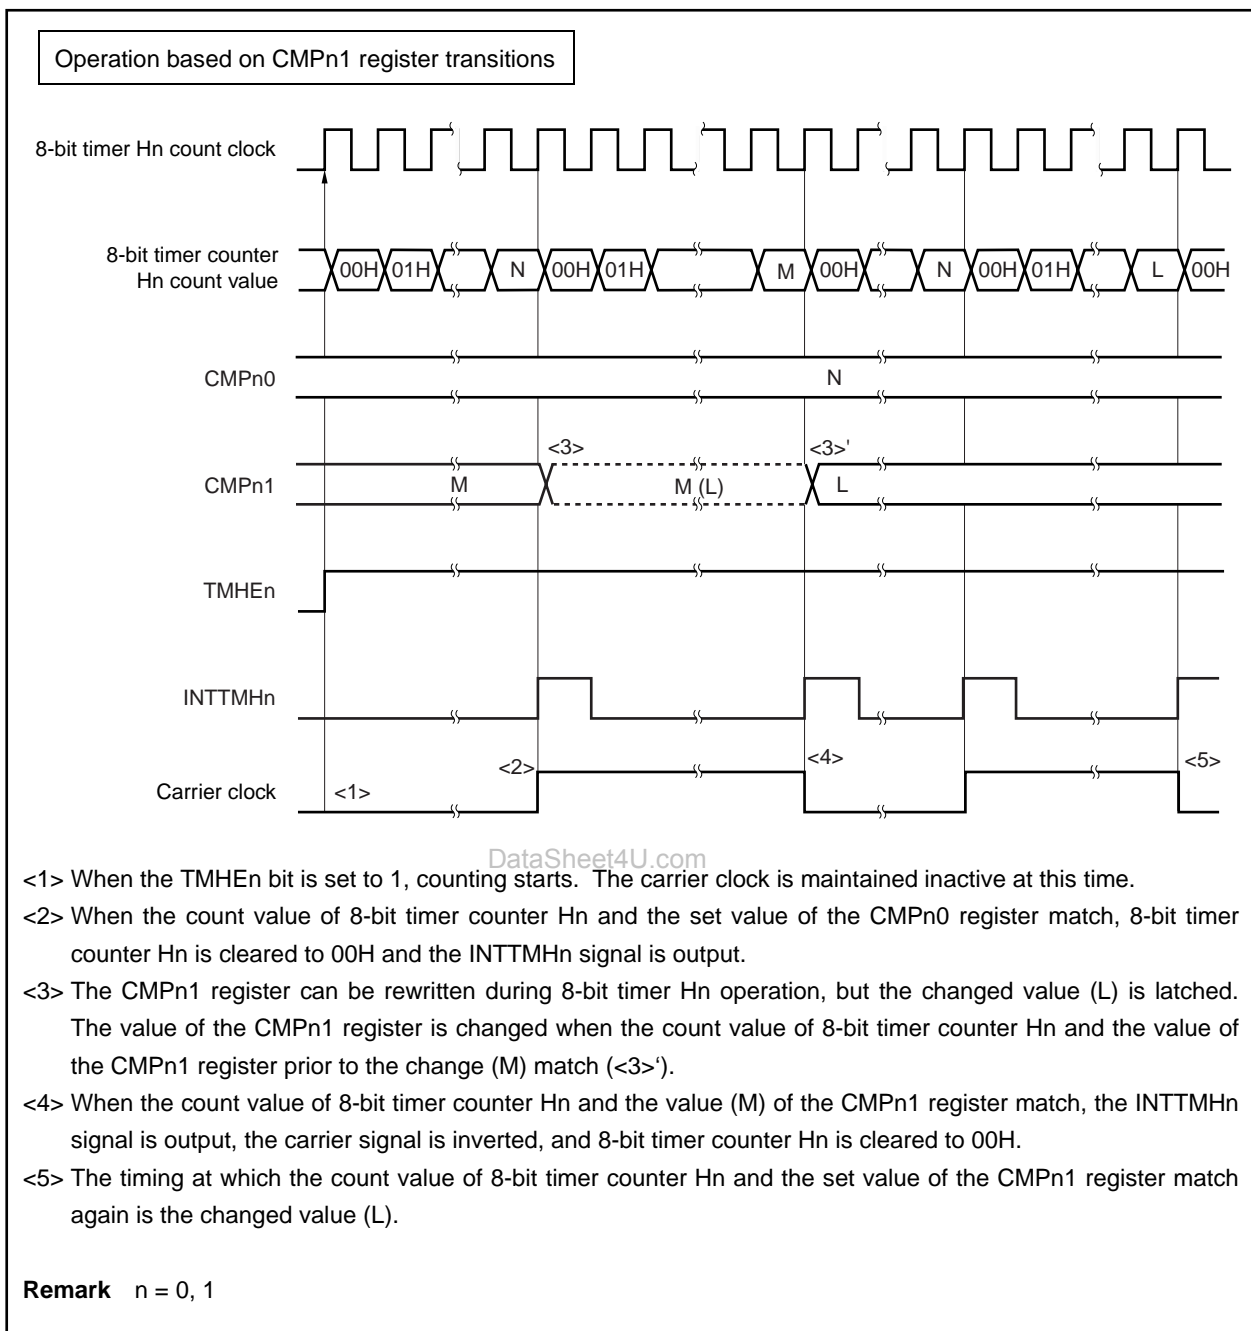 Operation based on CMPn1 register transitions
8-bit timer Hn count clock
8-bit timer counter
Hn count value
00H 01H N 00H 01H M 00H N 00H 01H L 00H
CMPn0
N
<3> <3>'
CMPn1
M M (L) L
TMHEn
INTTMHn
<2> <4> <5>
Carrier clock
<1>
DataSheet4U.com
<1> When the TMHEn bit is set to 1, counting starts. The carrier clock is maintained inactive at this time.
<2> When the count value of 8-bit timer counter Hn and the set value of the CMPn0 register match, 8-bit timer
counter Hn is cleared to 00H and the INTTMHn signal is output.
<3> The CMPn1 register can be rewritten during 8-bit timer Hn operation, but the changed value (L) is latched.
The value of the CMPn1 register is changed when the count value of 8-bit timer counter Hn and the value of
the CMPn1 register prior to the change (M) match (<3>‘).
<4> When the count value of 8-bit timer counter Hn and the value (M) of the CMPn1 register match, the INTTMHn
signal is output, the carrier signal is inverted, and 8-bit timer counter Hn is cleared to 00H.
<5> The timing at which the count value of 8-bit timer counter Hn and the set value of the CMPn1 register match
again is the changed value (L).
Remark n = 0, 1